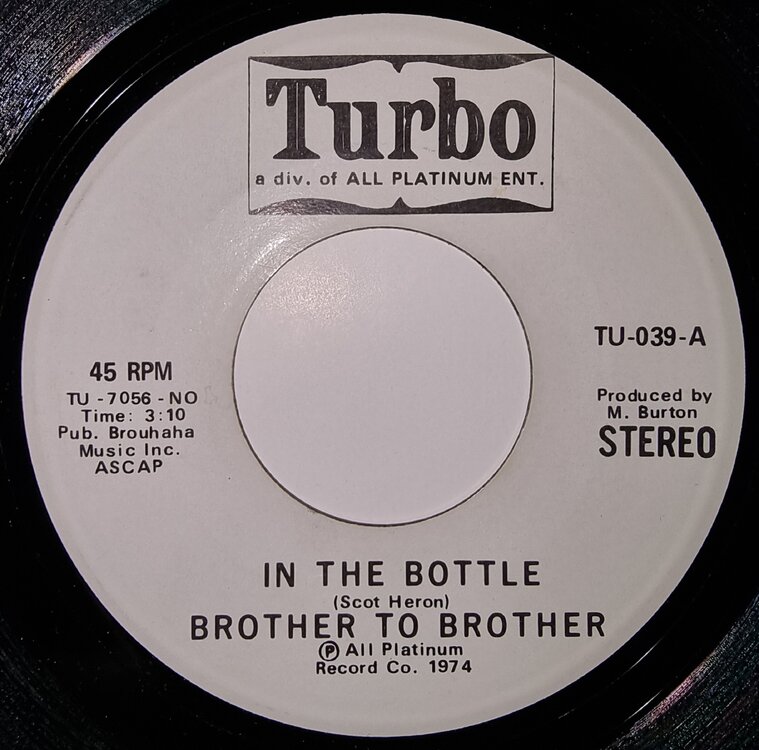 Turbo
a div. of ALL PLATINUM ENT.
45 RPM
TU -7056 - NO
Time: 3:10
Pub. Brouhaha
Music Inc.
ASCAP
TU-039-A
Produced by
M. Burton
STEREO
IN THE BOTTLE
(Scot Heron)
BROTHER TO BROTHER
Ⓟ All Platinum
Record Co. 1974